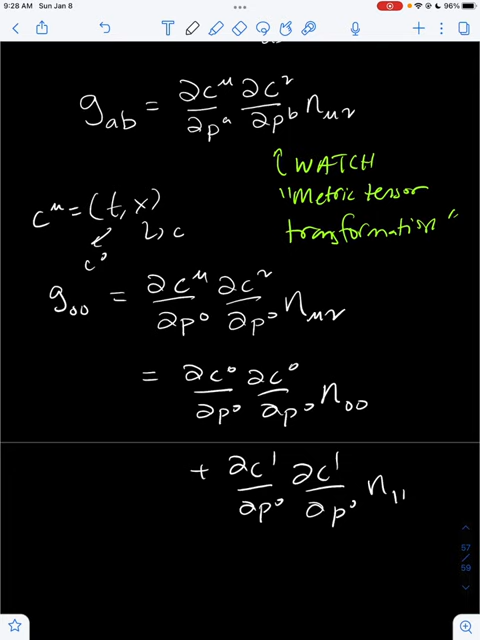 9:28 AM Sun Jan 8
96%
g_ab = ∂c^μ/∂p^a ∂c^ν/∂p^b η_μν
↑ WATCH
"Metric tensor
transformation"
c^μ = (t, x)
c^0
↳ c
g_00 = ∂c^μ/∂p^0 ∂c^ν/∂p^0 η_μν
= ∂c^0/∂p^0 ∂c^0/∂p^0 η_00
+ ∂c^1/∂p^0 ∂c^1/∂p^0 η_11
57
/
59